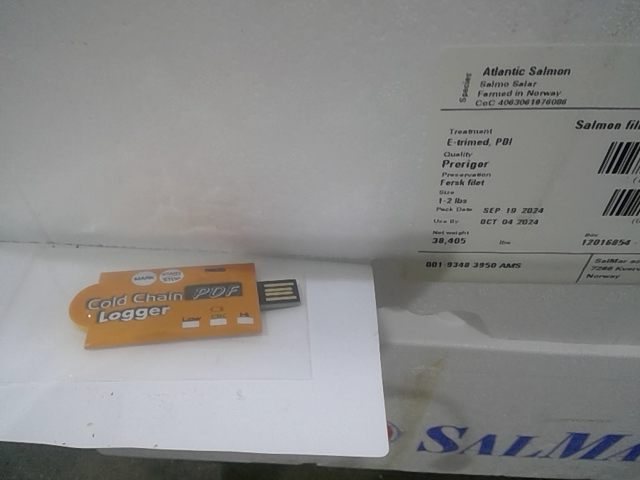 Species
Atlantic Salmon
Salmo Salar
Farmed in Norway
CoC 4063061976086
Treatment
E-trimed, PBI
Quality
Prerigor
Preservation
Fersk filet
Size
1-2 lbs
Pack Date SEP 19 2024
Use By OCT 04 2024
Net weight
38,405 lbs
001-9348 3950 AMS
Salmon fil
12016854
SalMar
Norway
Cold Chain PDF
Logger
Low OK Hi
SALMA